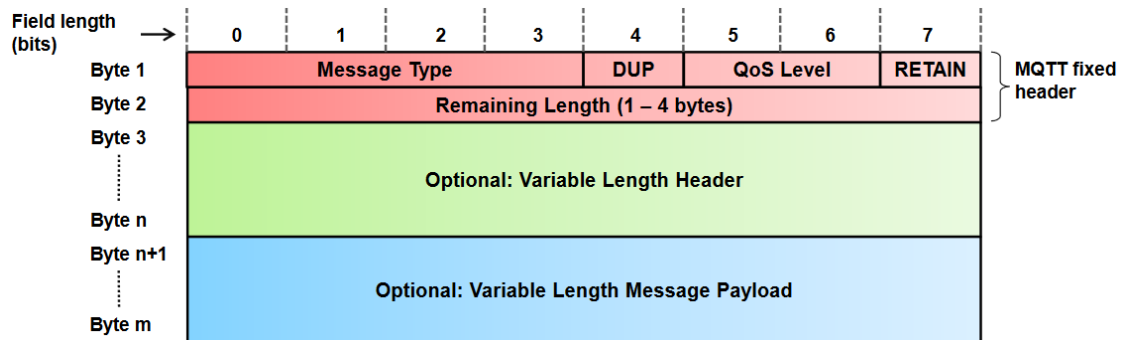 Field length
(bits)
0 1 2 3 4 5 6 7
Byte 1
Message Type
DUP
QoS Level
RETAIN
MQTT fixed
header
Byte 2
Remaining Length (1 – 4 bytes)
Byte 3
Optional: Variable Length Header
Byte n
Byte n+1
Optional: Variable Length Message Payload
Byte m